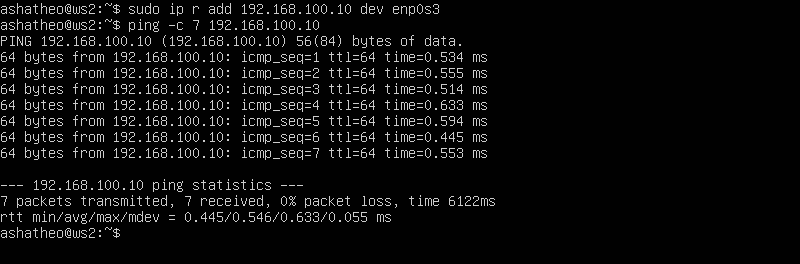 ashatheo@ws2:~$ sudo ip r add 192.168.100.10 dev enp0s3
ashatheo@ws2:~$ ping -c 7 192.168.100.10
PING 192.168.100.10 (192.168.100.10) 56(84) bytes of data.
64 bytes from 192.168.100.10: icmp_seq=1 ttl=64 time=0.534 ms
64 bytes from 192.168.100.10: icmp_seq=2 ttl=64 time=0.555 ms
64 bytes from 192.168.100.10: icmp_seq=3 ttl=64 time=0.514 ms
64 bytes from 192.168.100.10: icmp_seq=4 ttl=64 time=0.633 ms
64 bytes from 192.168.100.10: icmp_seq=5 ttl=64 time=0.594 ms
64 bytes from 192.168.100.10: icmp_seq=6 ttl=64 time=0.445 ms
64 bytes from 192.168.100.10: icmp_seq=7 ttl=64 time=0.553 ms
--- 192.168.100.10 ping statistics ---
7 packets transmitted, 7 received, 0% packet loss, time 6122ms
rtt min/avg/max/mdev = 0.445/0.546/0.633/0.055 ms
ashatheo@ws2:~$